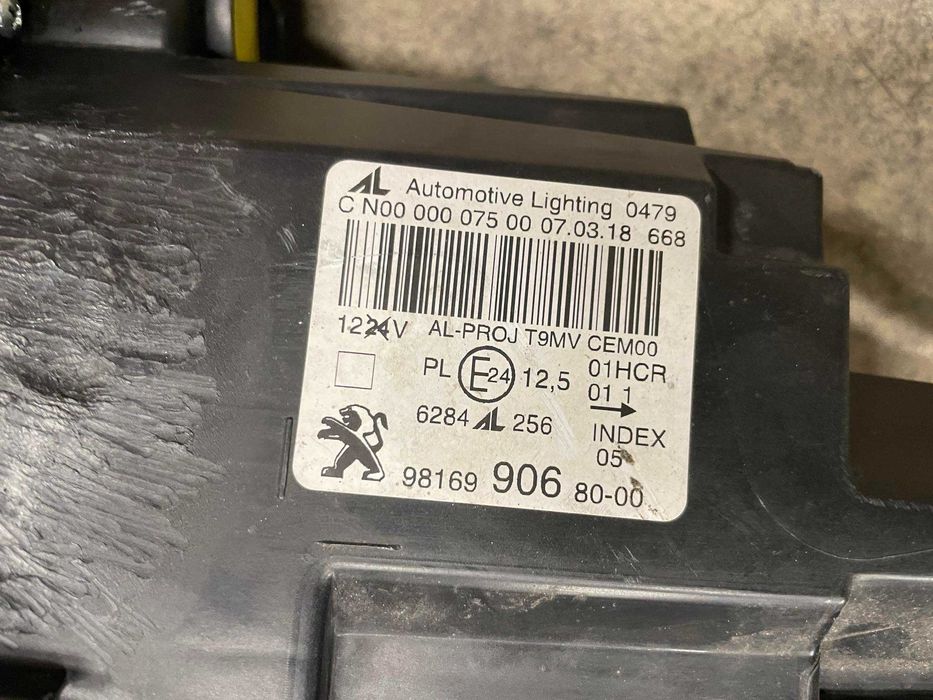 AL Automotive Lighting 0479
C N00 000 075 00 07.03.18 668
1224V AL-PROJ T9MV CEM00
PL E24 12,5 01HCR
01 1
6284 AL 256
INDEX
05
98169 906 80-00